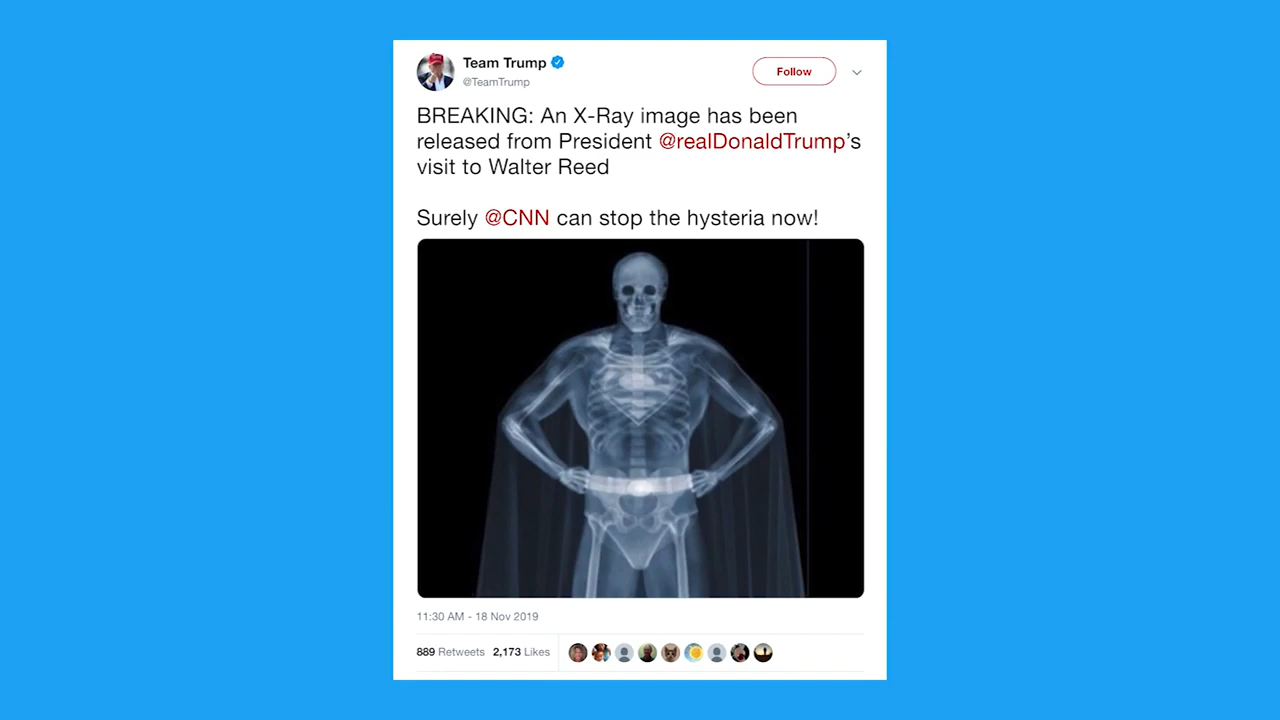 Team Trump
@TeamTrump
Follow
BREAKING: An X-Ray image has been
released from President @realDonaldTrump's
visit to Walter Reed
Surely @CNN can stop the hysteria now!
11:30 AM - 18 Nov 2019
889 Retweets 2,173 Likes